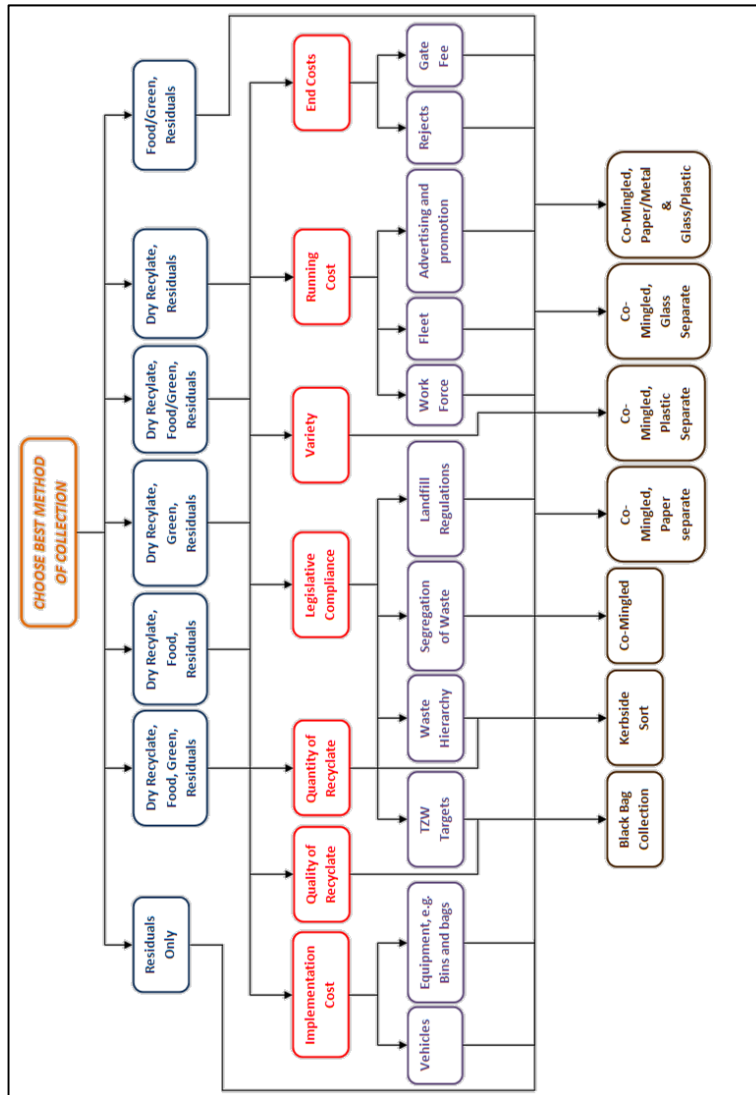 CHOOSE BEST METHOD
OF COLLECTION
Residuals
Only
Dry Recyclate,
Food, Green,
Residuals
Dry Recylate,
Food,
Residuals
Dry Recylate,
Green,
Residuals
Dry Recylate,
Food/Green,
Residuals
Dry Recylate,
Residuals
Food/Green,
Residuals
Implementation
Cost
Quality of
Recyclate
Quantity of
Recyclate
Legislative
Compliance
Variety
Running
Cost
End Costs
Vehicles
Equipment, e.g.
Bins and bags
TZW
Targets
Waste
Hierarchy
Segregation
of Waste
Landfill
Regulations
Work
Force
Fleet
Advertising and
promotion
Rejects
Gate
Fee
Black Bag
Collection
Kerbside
Sort
Co-Mingled
Co-
Mingled,
Paper
separate
Co-
Mingled,
Plastic
Separate
Co-
Mingled,
Glass
Separate
Co-Mingled,
Paper/Metal
&
Glass/Plastic